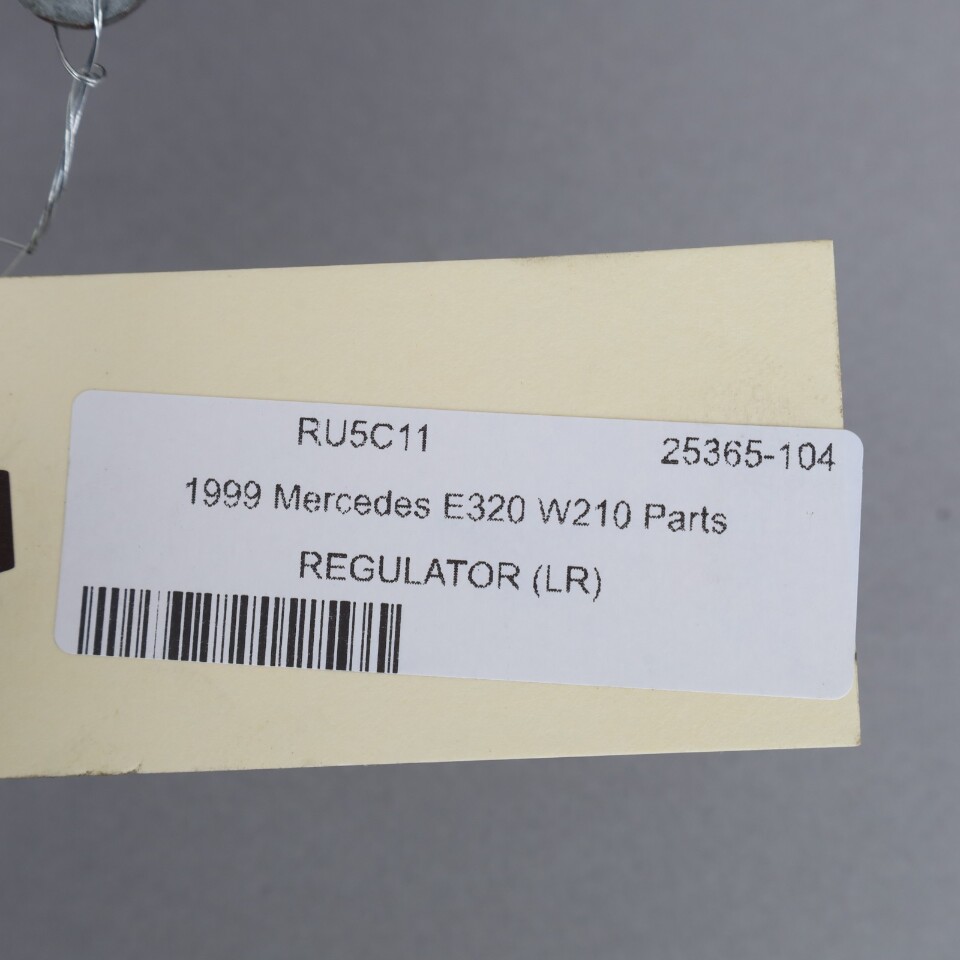 RU5C11 25365-104
1999 Mercedes E320 W210 Parts
REGULATOR (LR)